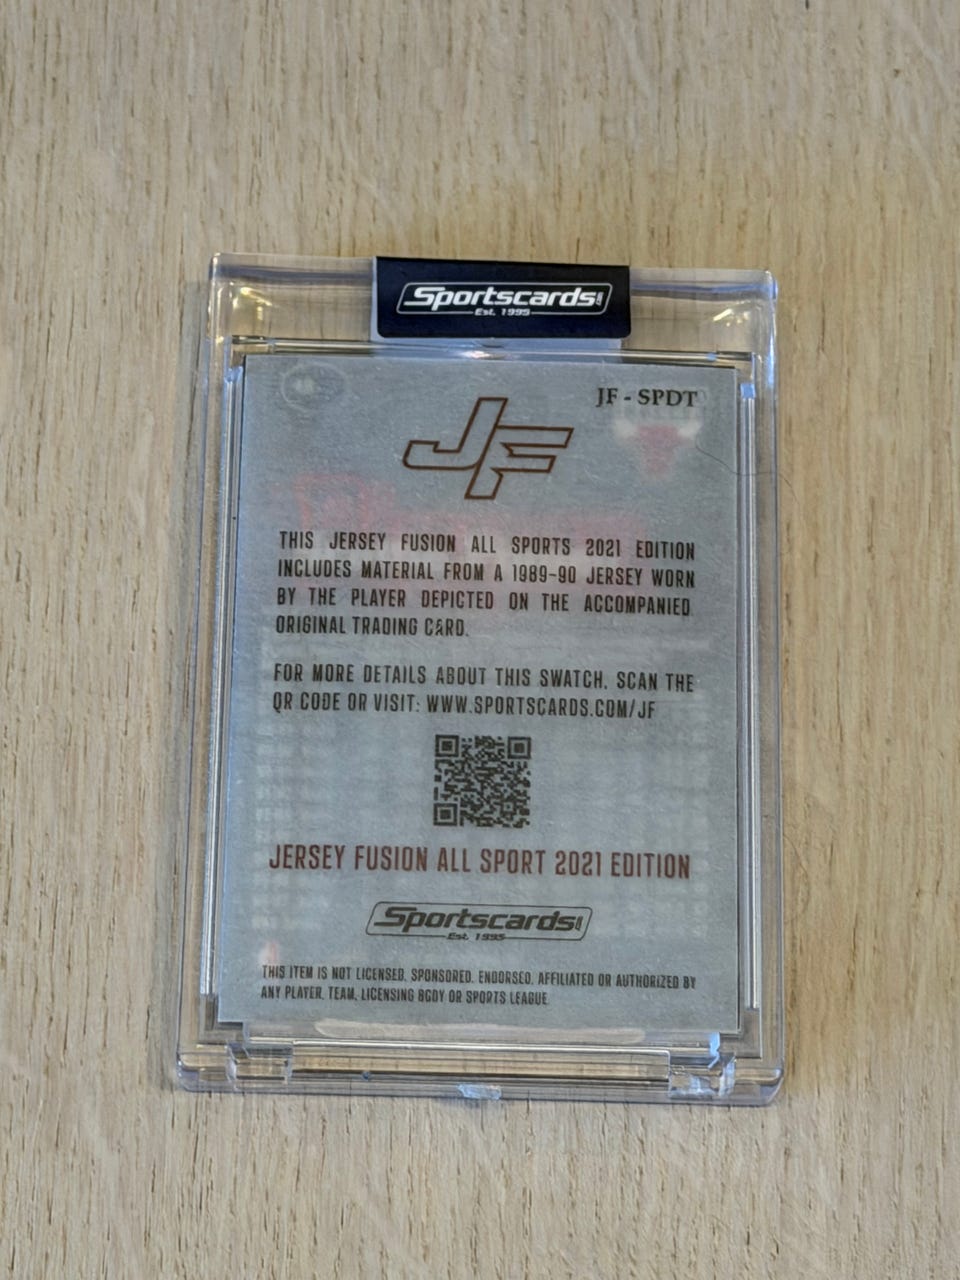 Sportscards.com
Est. 1995
JF - SPDT
JF
THIS JERSEY FUSION ALL SPORTS 2021 EDITION
INCLUDES MATERIAL FROM A 1989-90 JERSEY WORN
BY THE PLAYER DEPICTED ON THE ACCOMPANIED
ORIGINAL TRADING CARD.
FOR MORE DETAILS ABOUT THIS SWATCH, SCAN THE
QR CODE OR VISIT: WWW.SPORTSCARDS.COM/JF
JERSEY FUSION ALL SPORT 2021 EDITION
Sportscards
Est. 1995
THIS ITEM IS NOT LICENSED, SPONSORED, ENDORSED, AFFILIATED OR AUTHORIZED BY
ANY PLAYER, TEAM, LICENSING BODY OR SPORTS LEAGUE.